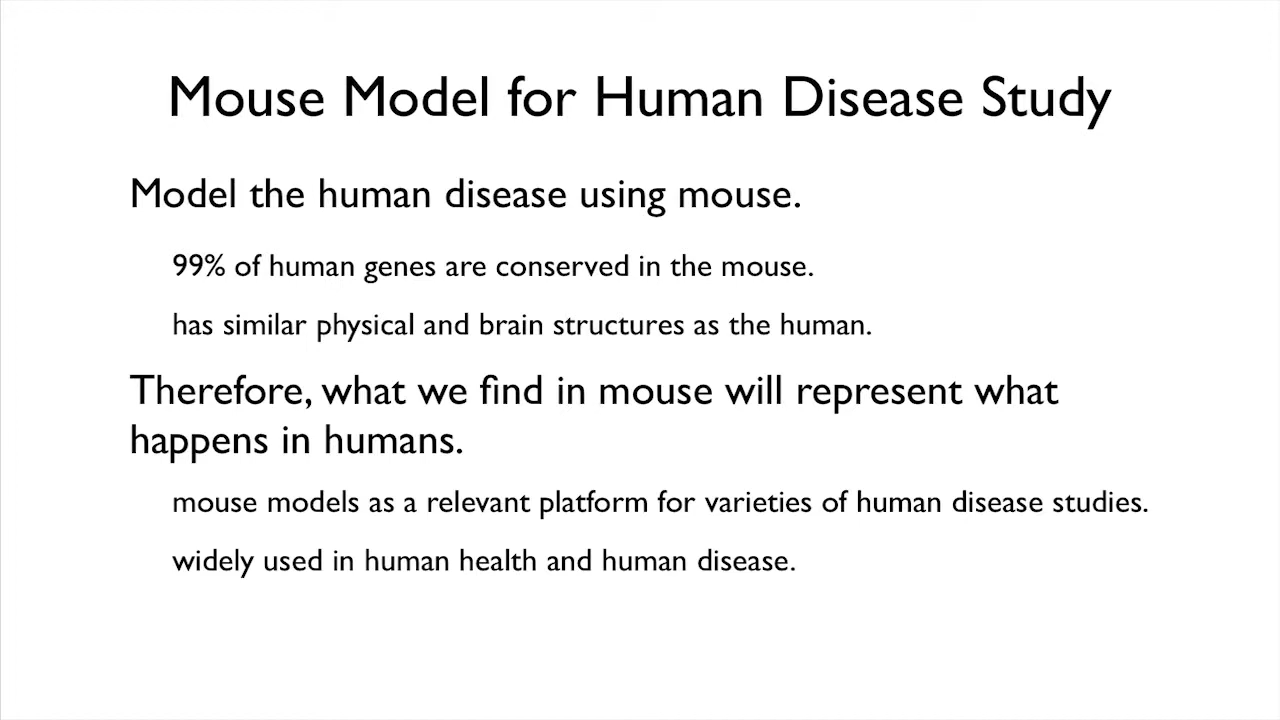 Mouse Model for Human Disease Study
Model the human disease using mouse.
99% of human genes are conserved in the mouse.
has similar physical and brain structures as the human.
Therefore, what we find in mouse will represent what
happens in humans.
mouse models as a relevant platform for varieties of human disease studies.
widely used in human health and human disease.